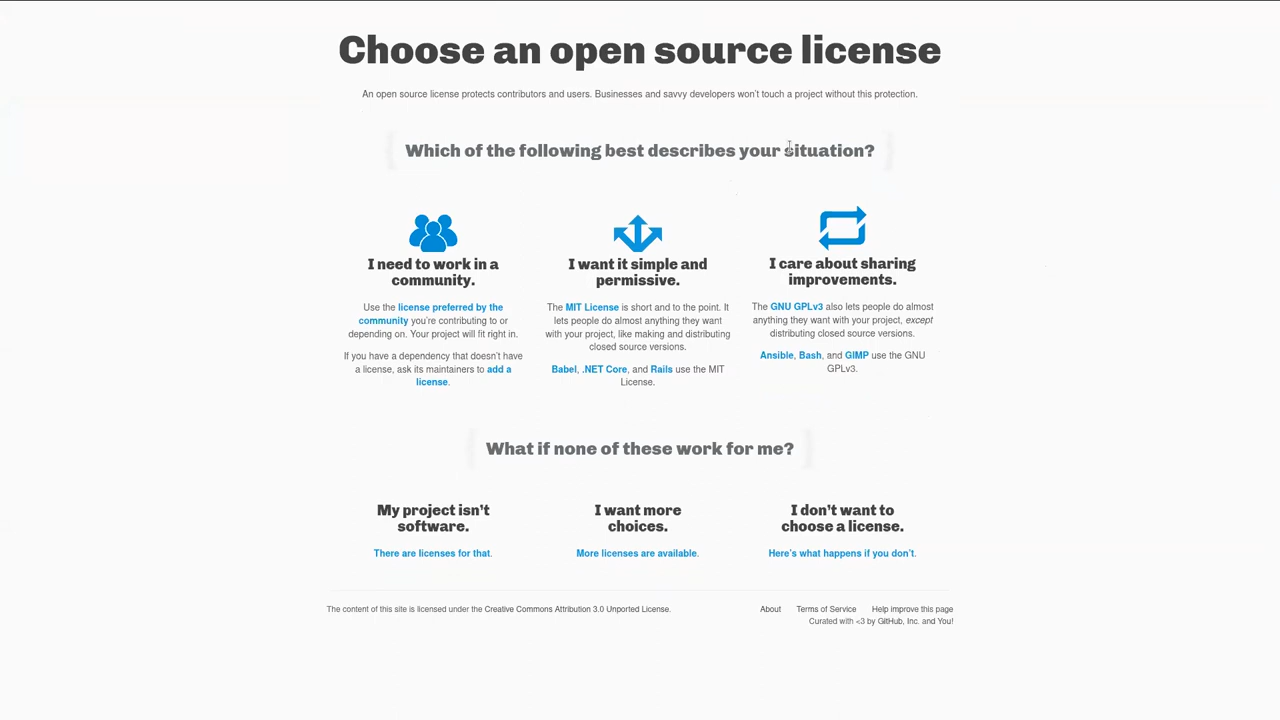 Choose an open source license
An open source license protects contributors and users. Businesses and savvy developers won’t touch a project without this protection.
Which of the following best describes your situation?
I need to work in a
community.
Use the license preferred by the
community you’re contributing to or
depending on. Your project will fit right in.
If you have a dependency that doesn’t have
a license, ask its maintainers to add a
license.
I want it simple and
permissive.
The MIT License is short and to the point. It
lets people do almost anything they want
with your project, like making and distributing
closed source versions.
Babel, .NET Core, and Rails use the MIT
License.
I care about sharing
improvements.
The GNU GPLv3 also lets people do almost
anything they want with your project, except
distributing closed source versions.
Ansible, Bash, and GIMP use the GNU
GPLv3.
What if none of these work for me?
My project isn’t
software.
There are licenses for that.
I want more
choices.
More licenses are available.
I don’t want to
choose a license.
Here’s what happens if you don’t.
The content of this site is licensed under the Creative Commons Attribution 3.0 Unported License.
About Terms of Service Help improve this page
Curated with <3 by GitHub, Inc. and You!